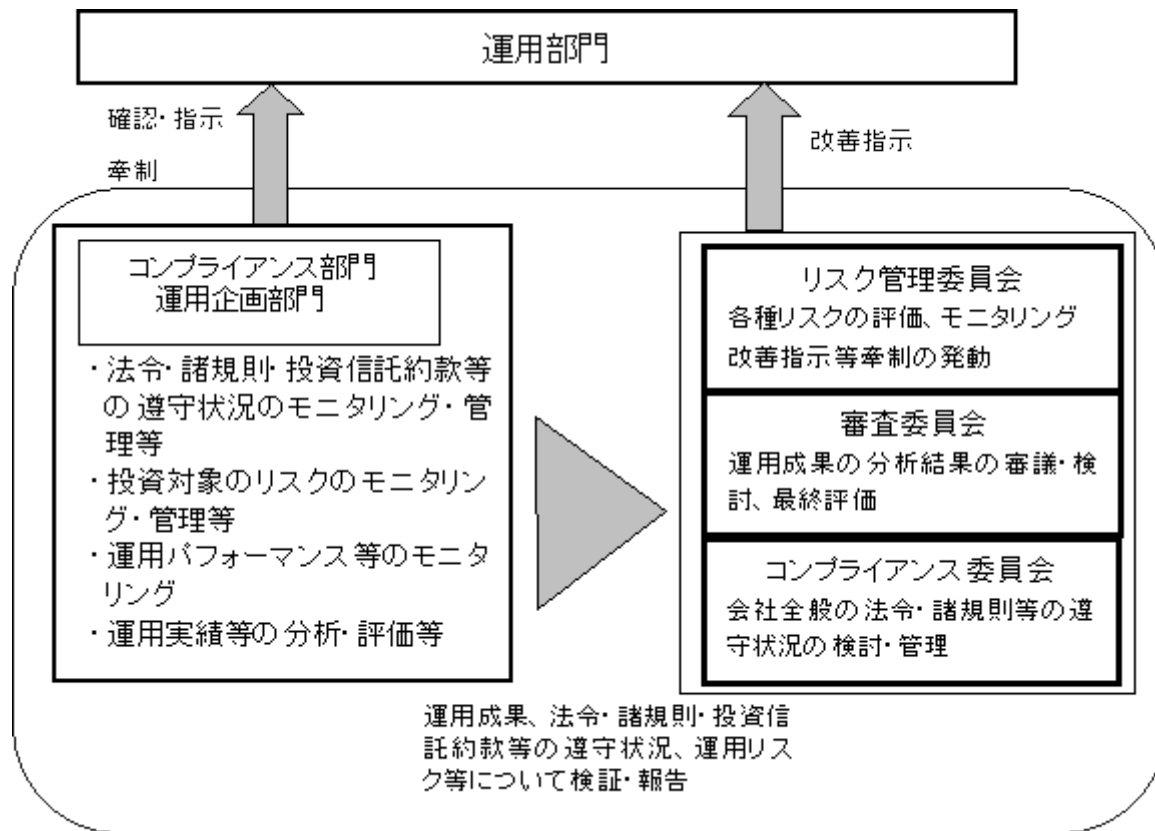 運用部門
確認・指示
牽制
改善指示
コンプライアンス部門
運用企画部門
・法令・諸規則・投資信託約款等
の遵守状況のモニタリング・管
理等
・投資対象のリスクのモニタリン
グ・管理等
・運用パフォーマンス等のモニタ
リング
・運用実績等の分析・評価等
リスク管理委員会
各種リスクの評価、モニタリング
改善指示等牽制の発動
審査委員会
運用成果の分析結果の審議・検
討、最終評価
コンプライアンス委員会
会社全般の法令・諸規則等の遵
守状況の検討・管理
運用成果、法令・諸規則・投資信
託約款等の遵守状況、運用リス
ク等について検証・報告